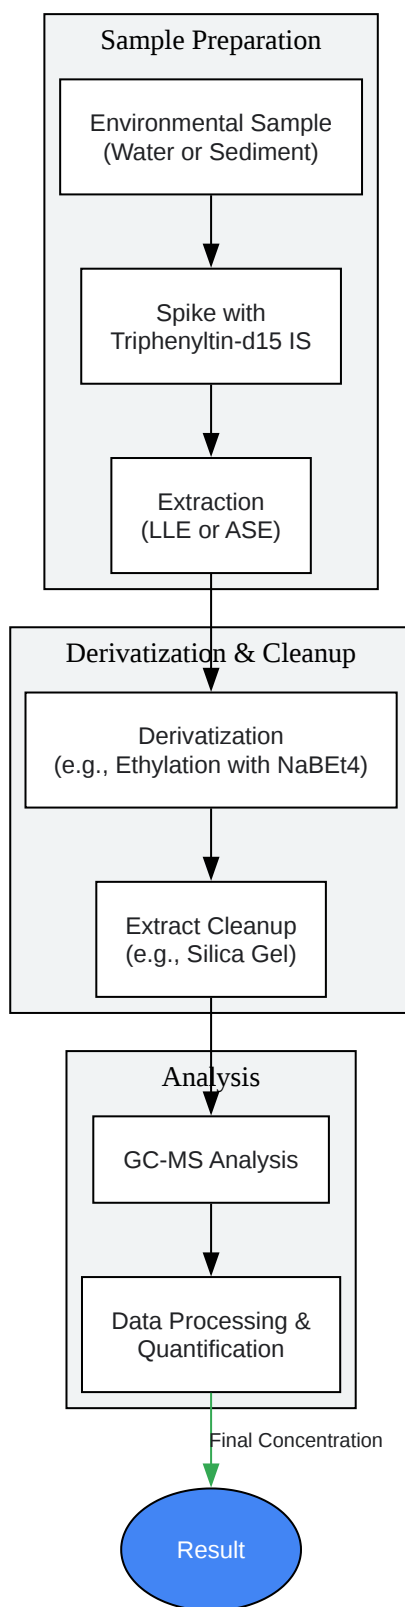 Sample Preparation
Environmental Sample
(Water or Sediment)
Spike with
Triphenyltin-d15 IS
Extraction
(LLE or ASE)
Derivatization & Cleanup
Derivatization
(e.g., Ethylation with NaBEt4)
Extract Cleanup
(e.g., Silica Gel)
Analysis
GC-MS Analysis
Data Processing &
Quantification
Final Concentration
Result